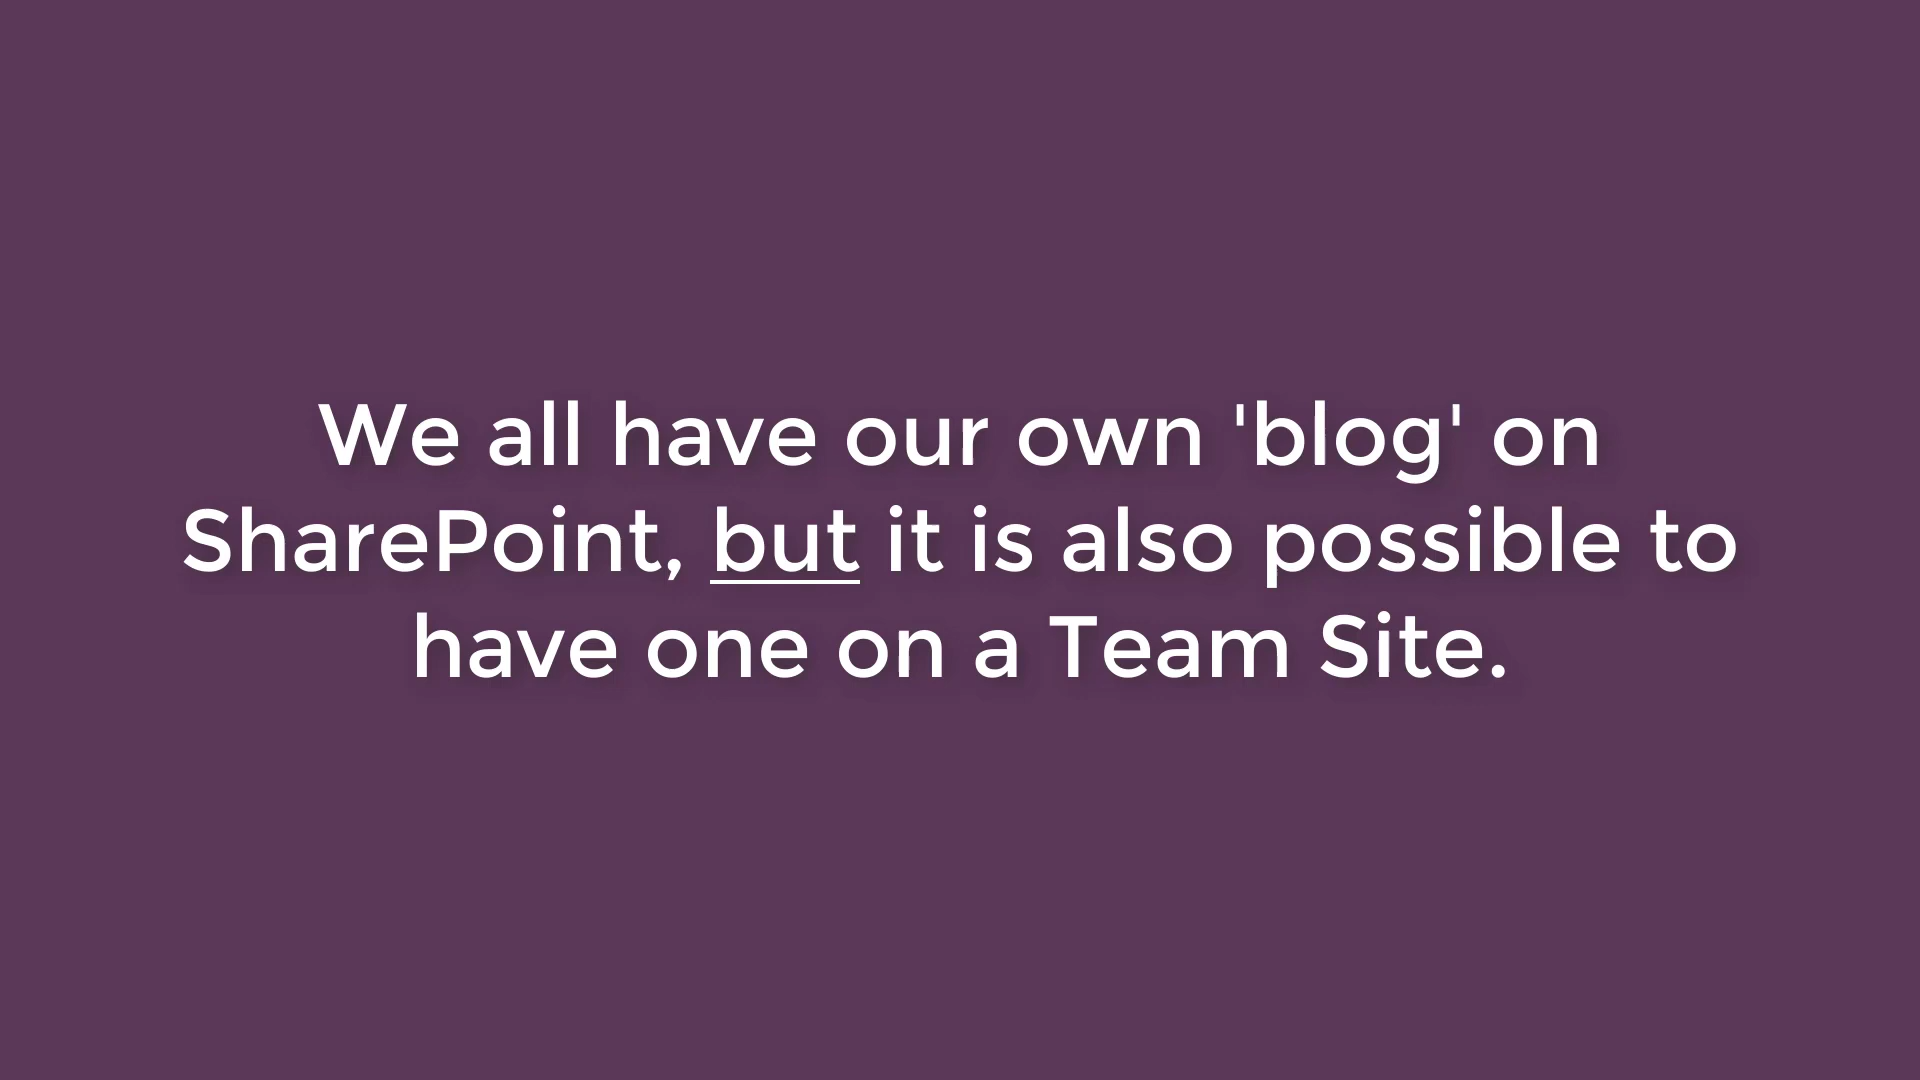 We all have our own 'blog' on
SharePoint, but it is also possible to
have one on a Team Site.